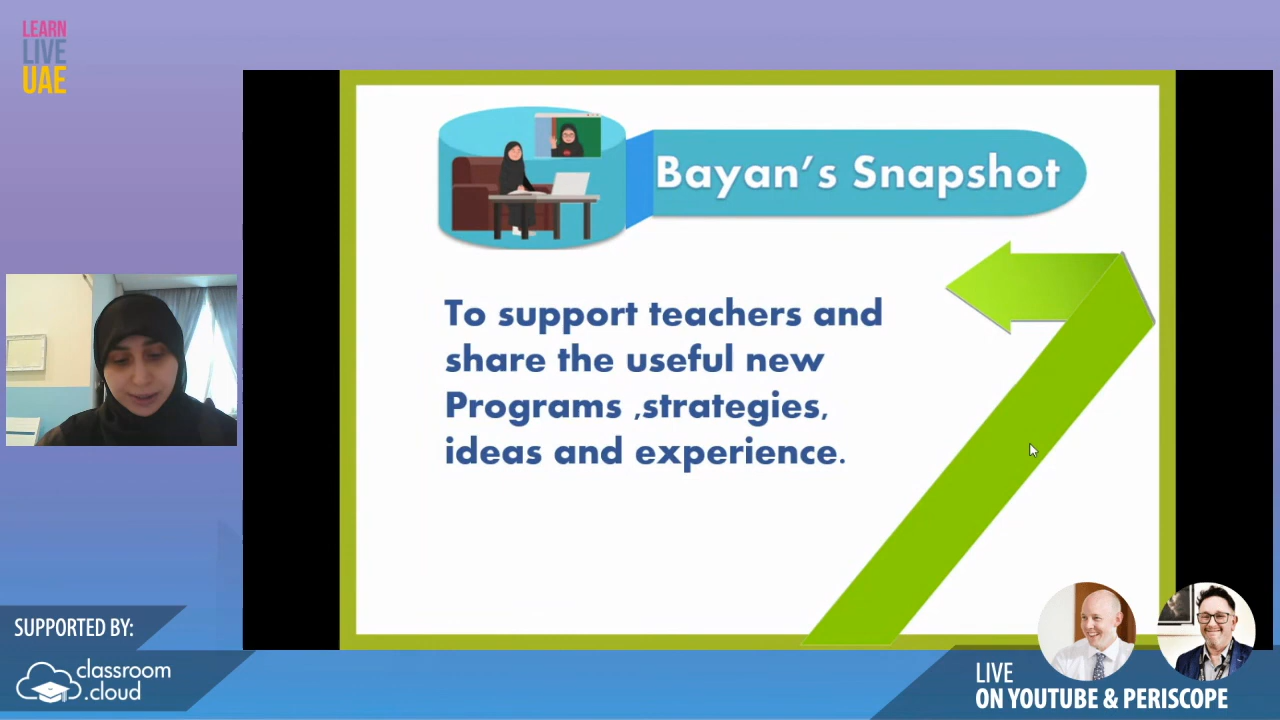 LEARN
LIVE
UAE
Bayan's Snapshot
To support teachers and
share the useful new
Programs ,strategies,
ideas and experience.
SUPPORTED BY:
classroom
.cloud
LIVE
ON YOUTUBE & PERISCOPE